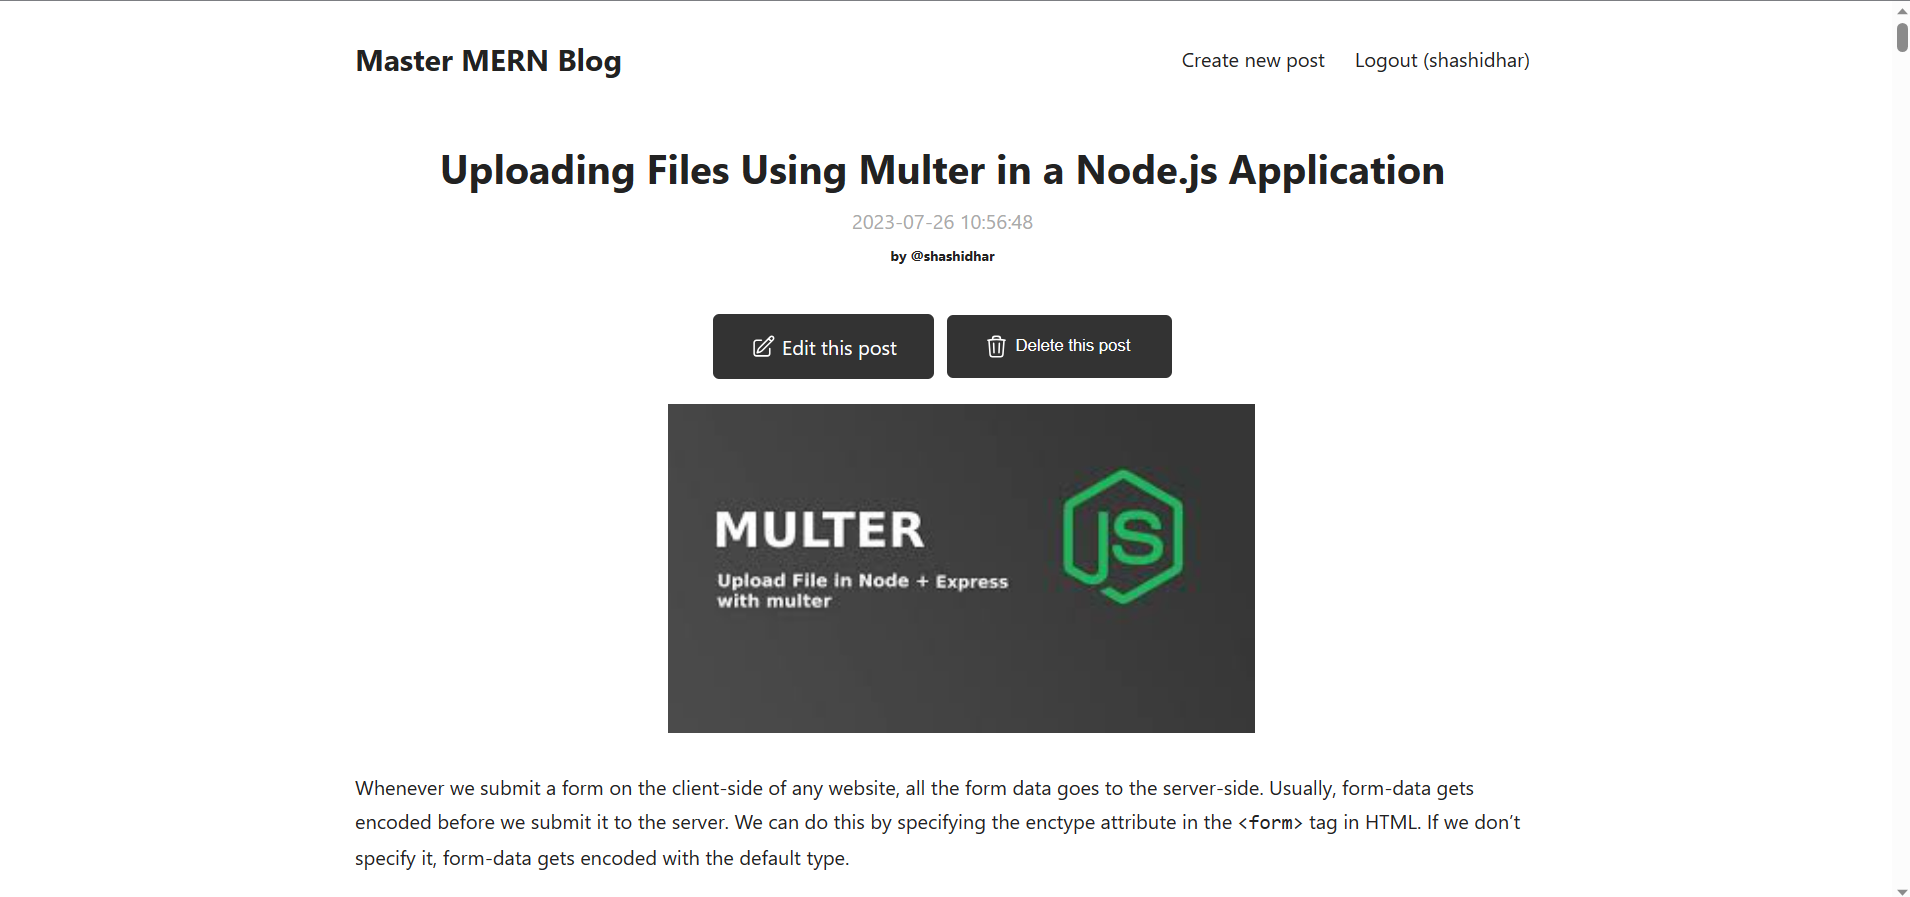 Master MERN Blog
Create new post
Logout (shashidhar)
Uploading Files Using Multer in a Node.js Application
2023-07-26 10:56:48
by @shashidhar
Edit this post
Delete this post
MULTER
Upload File in Node + Express
with multer
JS
Whenever we submit a form on the client-side of any website, all the form data goes to the server-side. Usually, form-data gets
encoded before we submit it to the server. We can do this by specifying the enctype attribute in the <form> tag in HTML. If we don’t
specify it, form-data gets encoded with the default type.